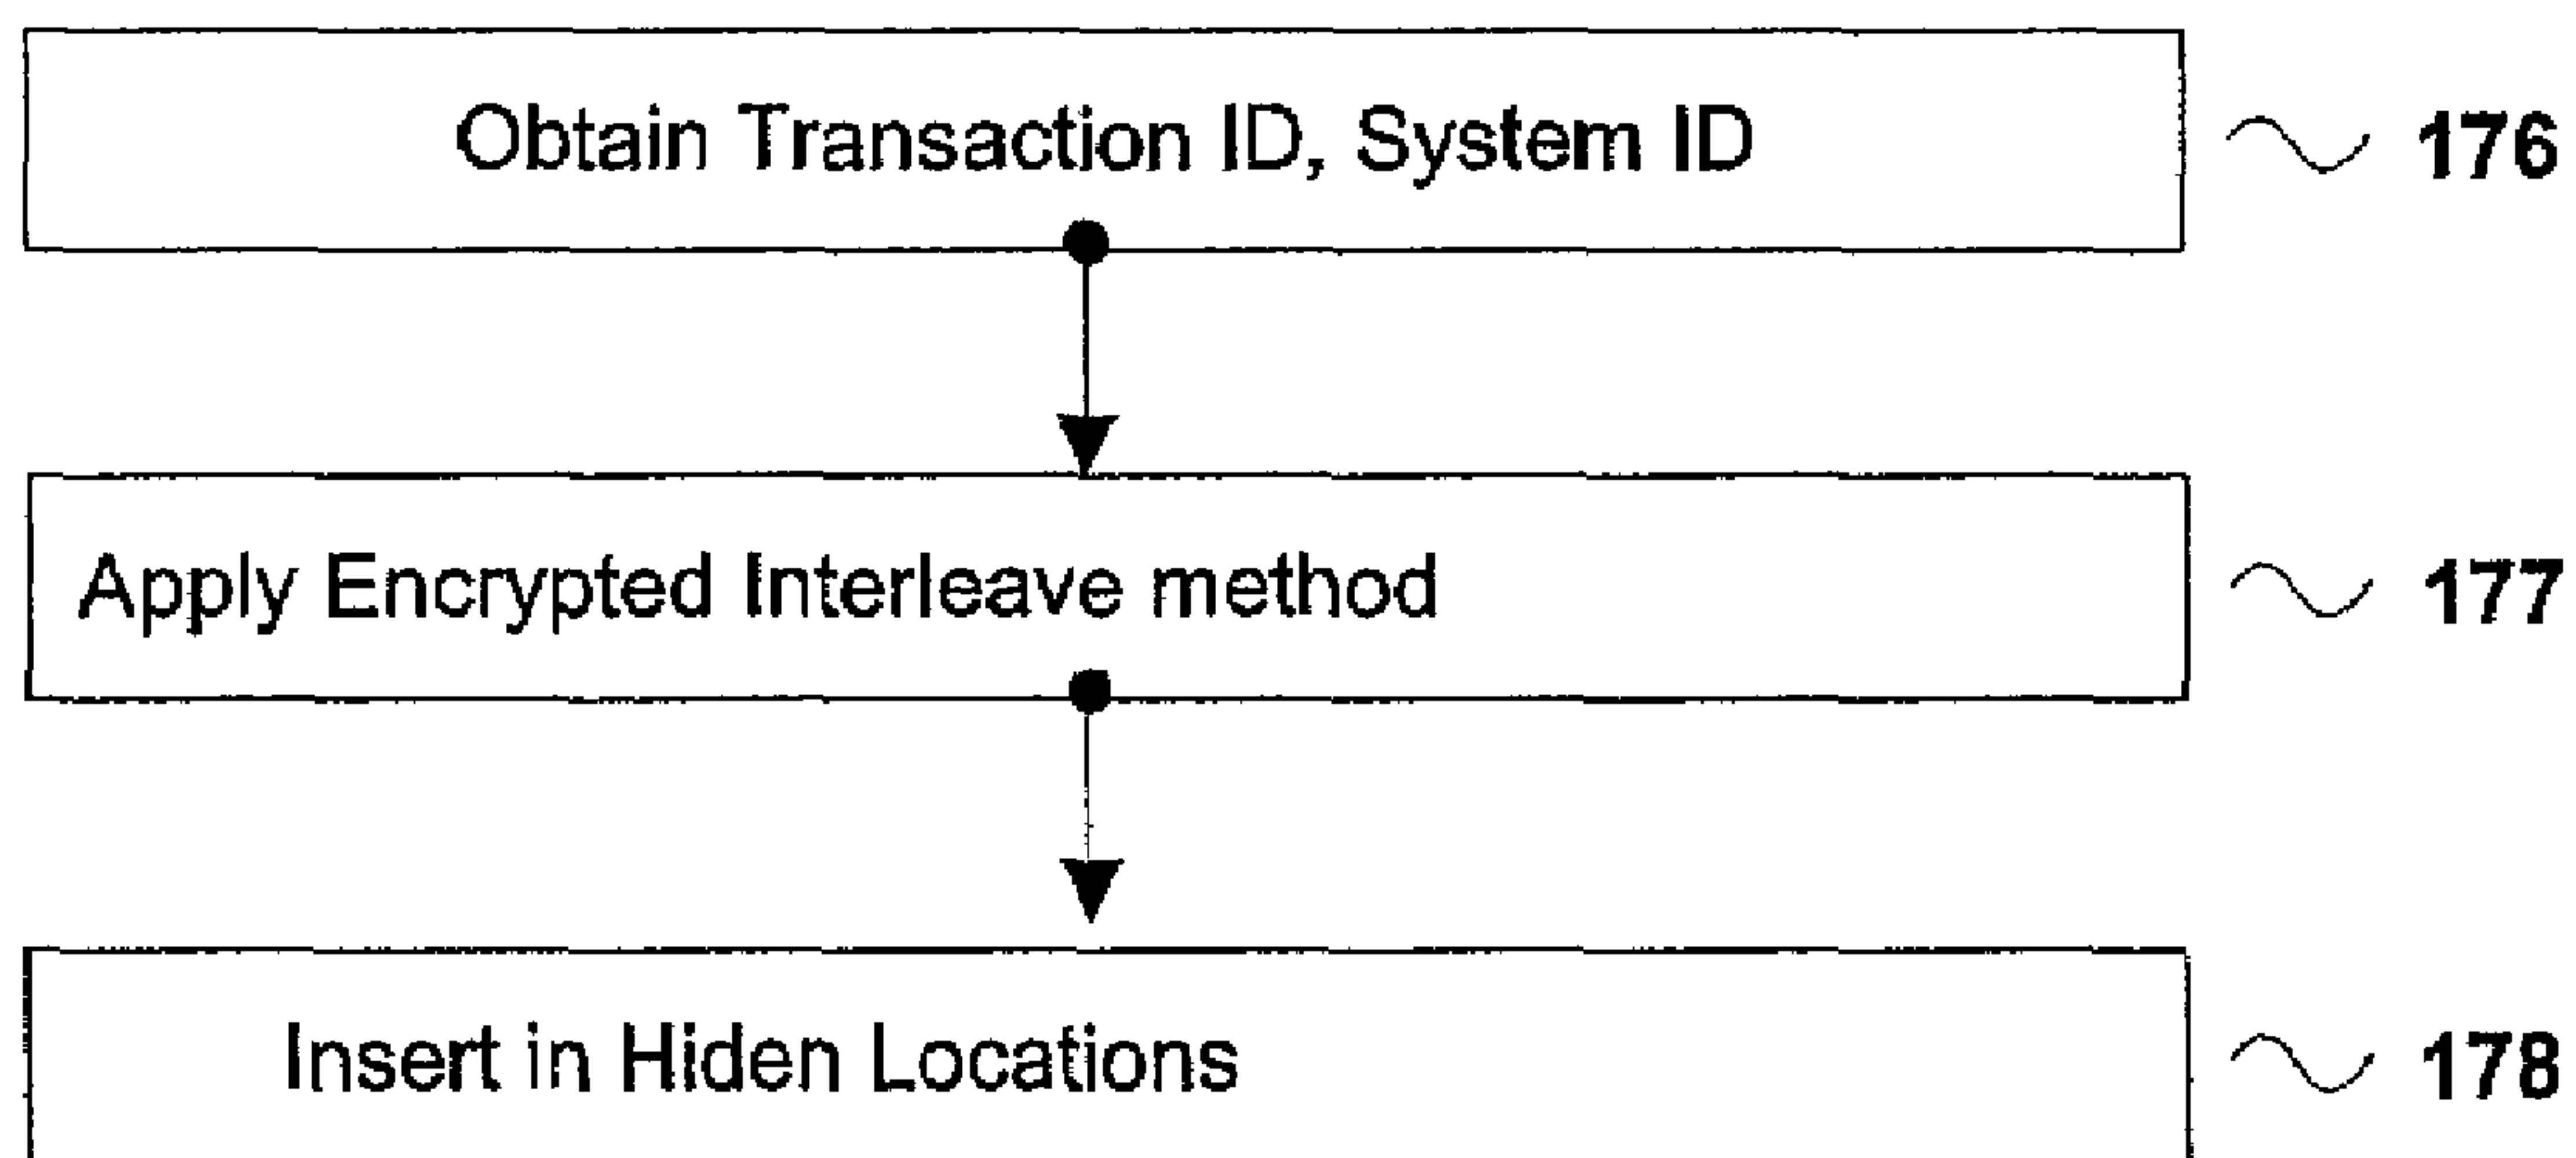 Obtain Transaction ID, System ID 176
Apply Encrypted Interleave method 177
Insert in Hiden Locations 178